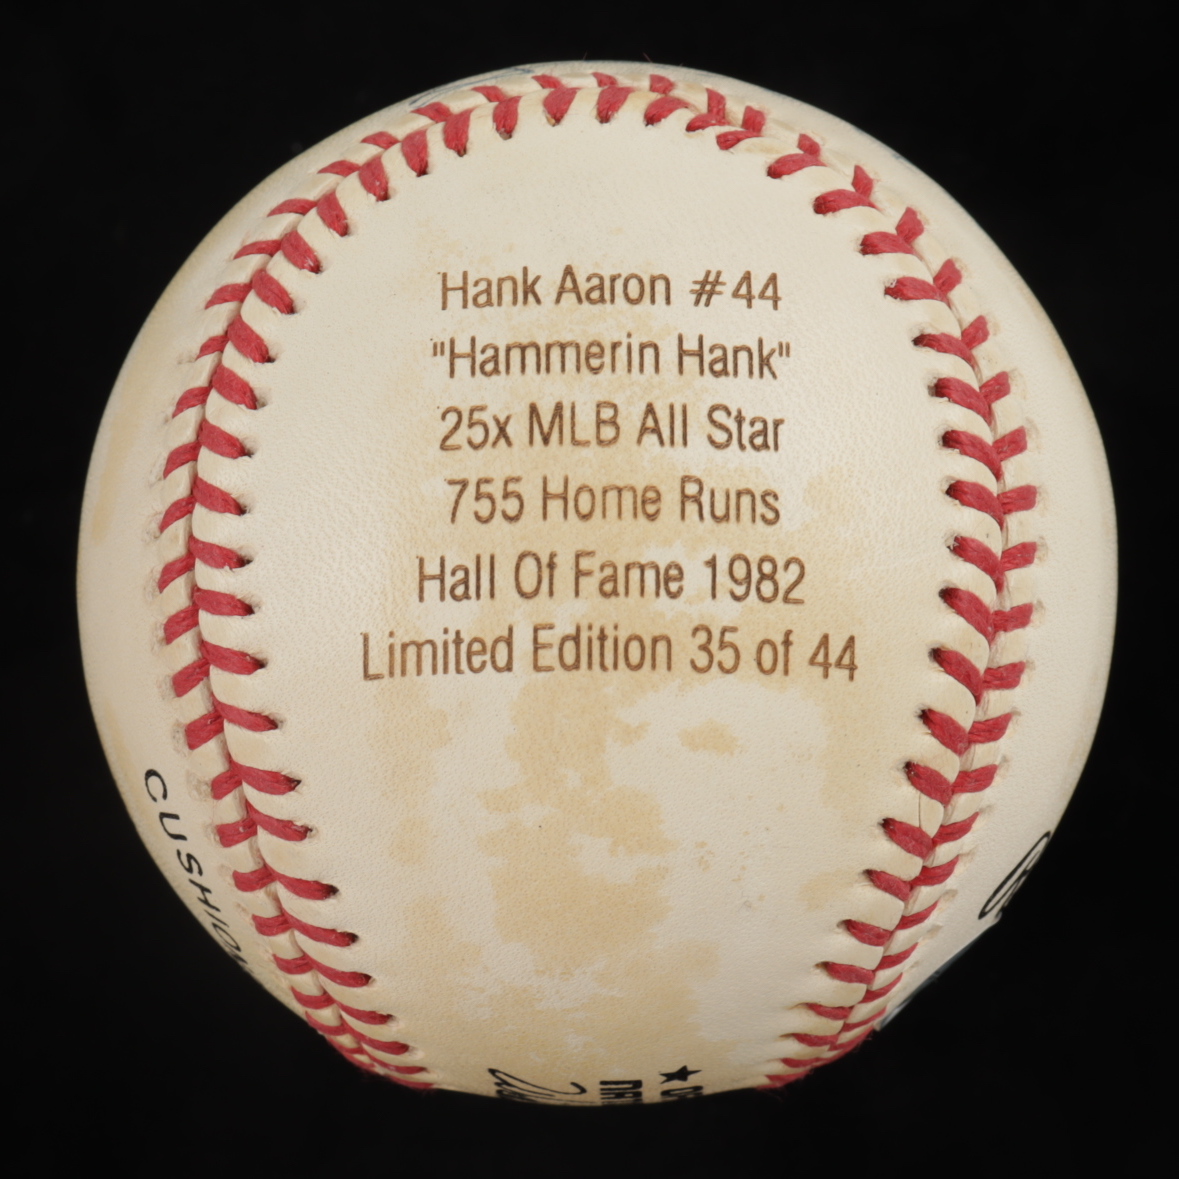 Hank Aaron #44
"Hammerin Hank"
25x MLB All Star
755 Home Runs
Hall Of Fame 1982
Limited Edition 35 of 44
CUSHION